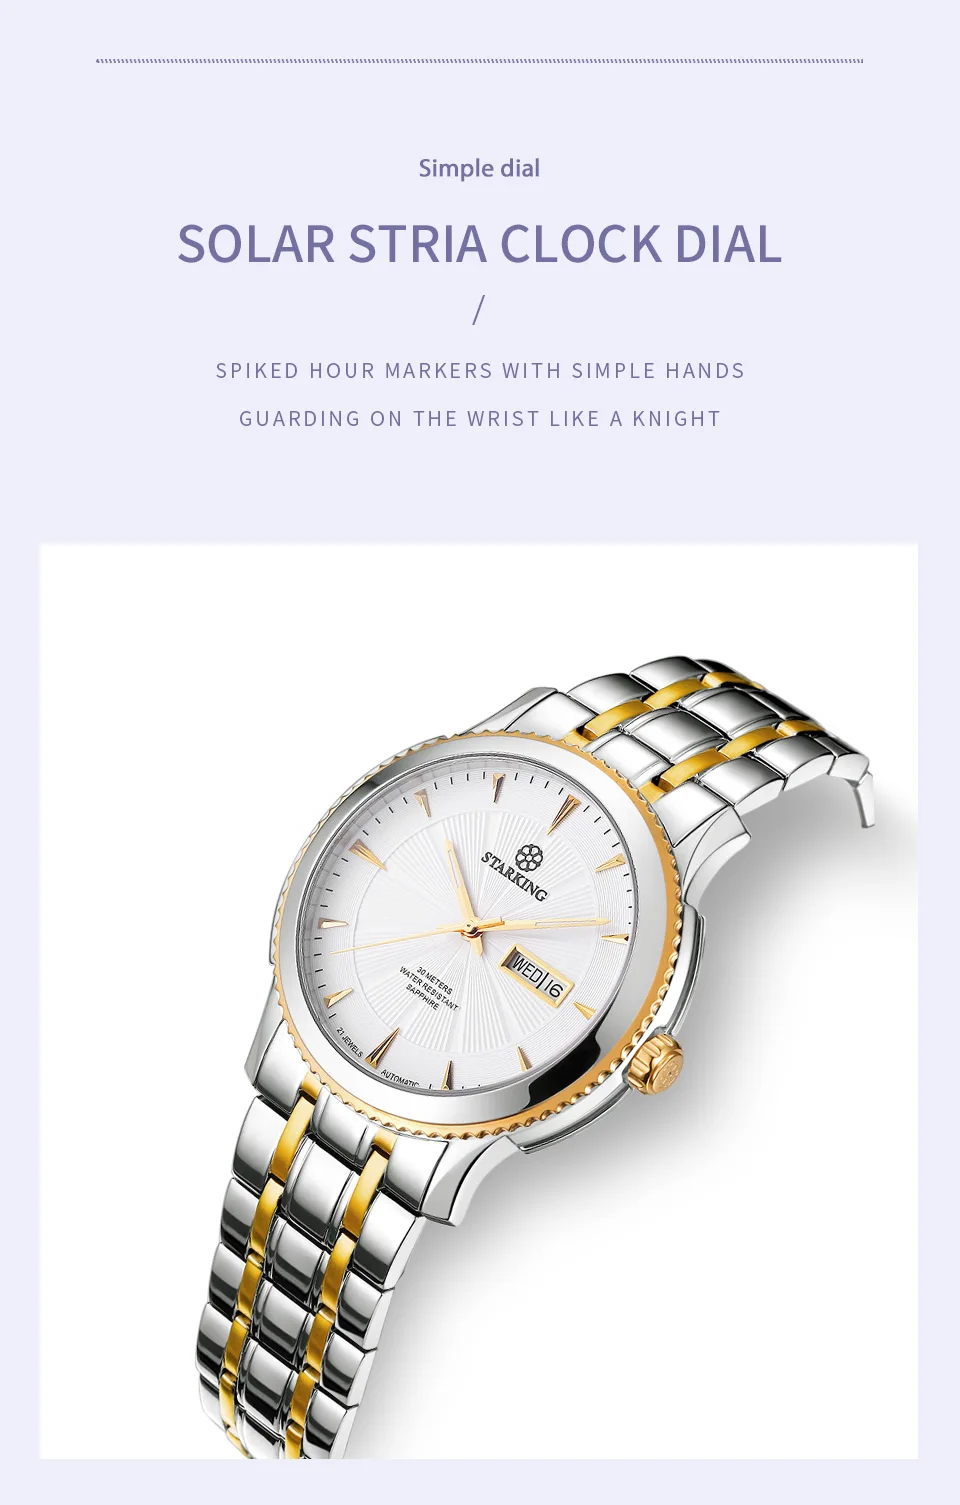 Simple dial
SOLAR STRIA CLOCK DIAL
/
SPIKED HOUR MARKERS WITH SIMPLE HANDS
GUARDING ON THE WRIST LIKE A KNIGHT
STARKING
WED 16
30 METERS
WATER RESISTANT
SAPPHIRE
21 JEWELS
AUTOMATIC